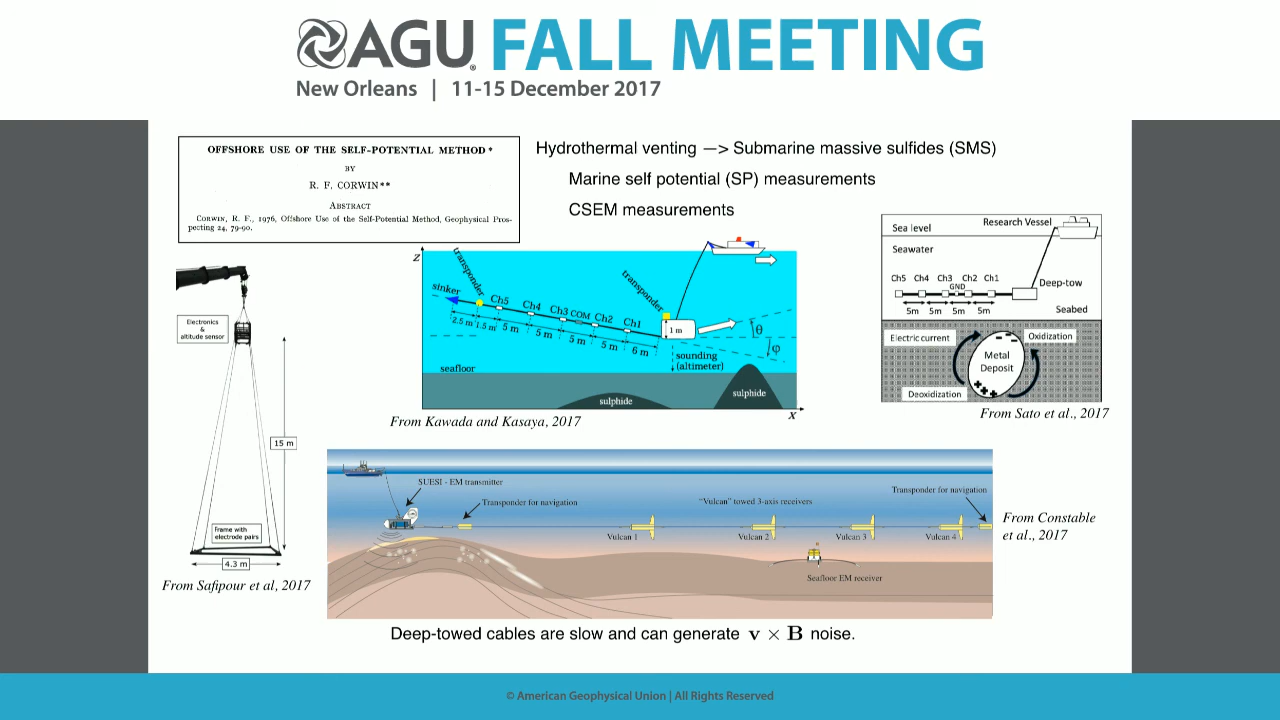 AGU FALL MEETING
New Orleans | 11-15 December 2017
OFFSHORE USE OF THE SELF-POTENTIAL METHOD*
BY
R. F. CORWIN**
ABSTRACT
CORWIN, R. F., 1976, Offshore Use of the Self-Potential Method, Geophysical Pros-
pecting 24, 79-90.
Hydrothermal venting —> Submarine massive sulfides (SMS)
Marine self potential (SP) measurements
CSEM measurements
Electronics
&
altitude sensor
15 m
Frame with
electrode pairs
4.3 m
From Safipour et al, 2017
z
transponder
transponder
sinker
Ch5
Ch4
Ch3
COM
Ch2
Ch1
2.5 m
1.5 m
5 m
5 m
5 m
5 m
6 m
1 m
θ
φ
sounding
(altimeter)
seafloor
sulphide
sulphide
x
From Kawada and Kasaya, 2017
Sea level
Research Vessel
Seawater
Ch5 Ch4 Ch3 Ch2 Ch1
GND
Deep-tow
5m 5m 5m 5m
Seabed
Electric current
Oxidization
Metal
Deposit
Deoxidization
From Sato et al., 2017
SUESI - EM transmitter
Transponder for navigation
"Vulcan" towed 3-axis receivers
Transponder for navigation
Vulcan 1
Vulcan 2
Vulcan 3
Vulcan 4
Seafloor EM receiver
From Constable
et al., 2017
Deep-towed cables are slow and can generate v × B noise.
© American Geophysical Union | All Rights Reserved